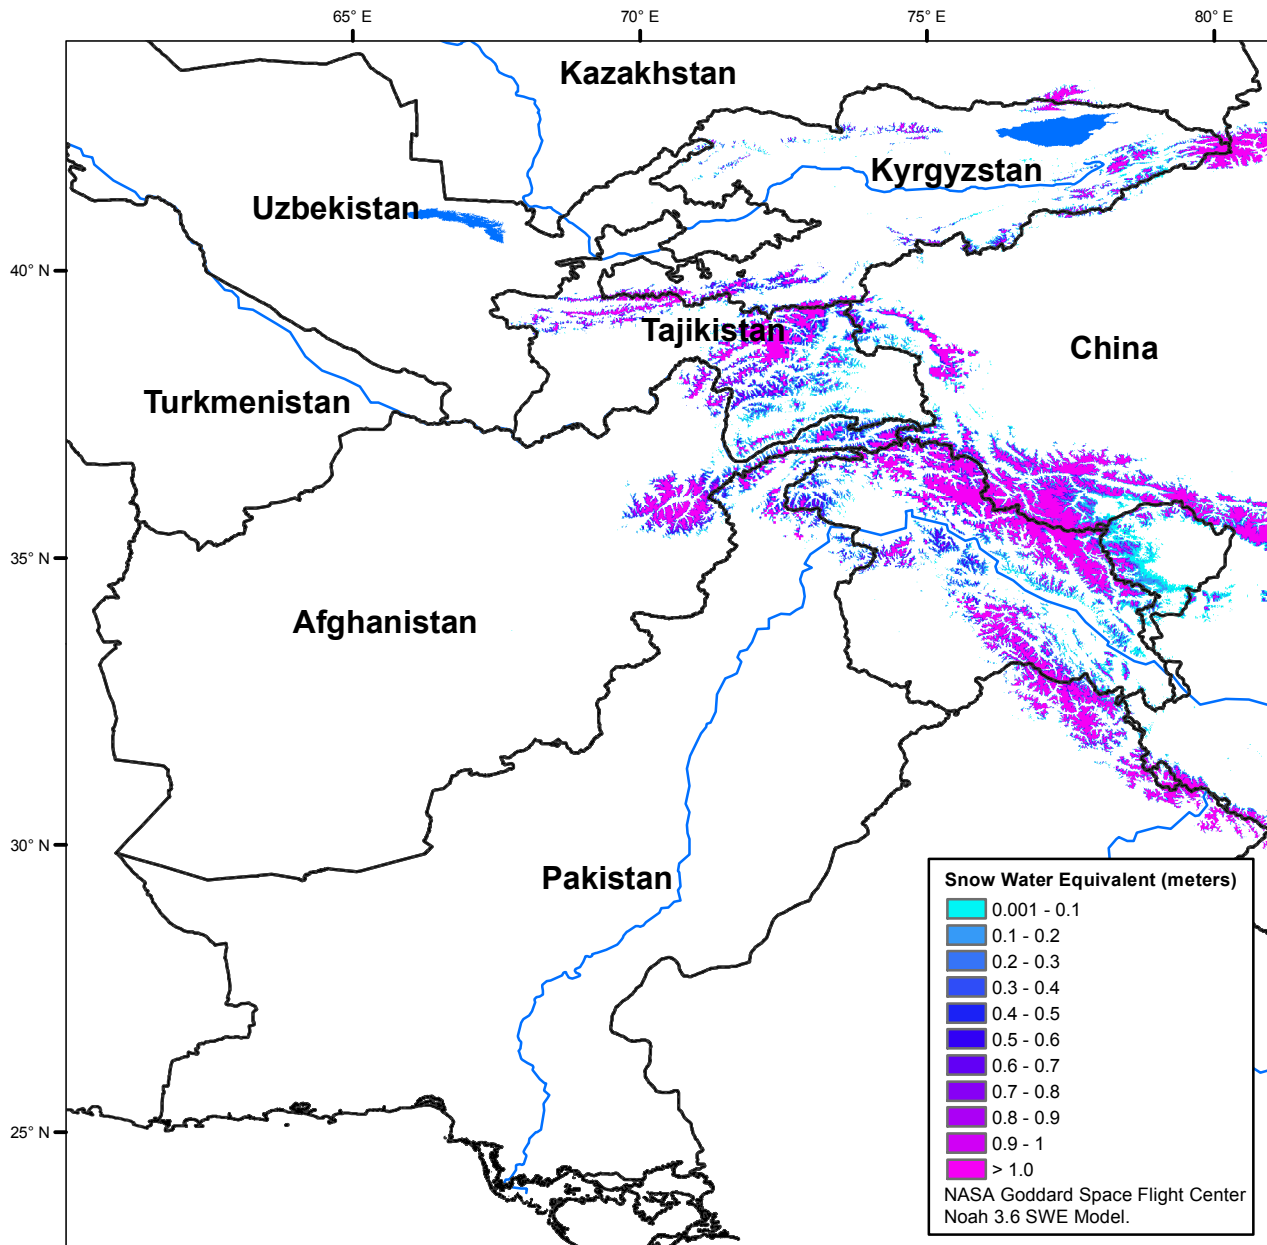 65° E
70° E
75° E
80° E
Kazakhstan
Kyrgyzstan
Uzbekistan
40° N
Tajikistan
China
Turkmenistan
35° N
Afghanistan
30° N
Pakistan
25° N
Snow Water Equivalent (meters)
0.001 - 0.1
0.1 - 0.2
0.2 - 0.3
0.3 - 0.4
0.4 - 0.5
0.5 - 0.6
0.6 - 0.7
0.7 - 0.8
0.8 - 0.9
0.9 - 1
> 1.0
NASA Goddard Space Flight Center
Noah 3.6 SWE Model.